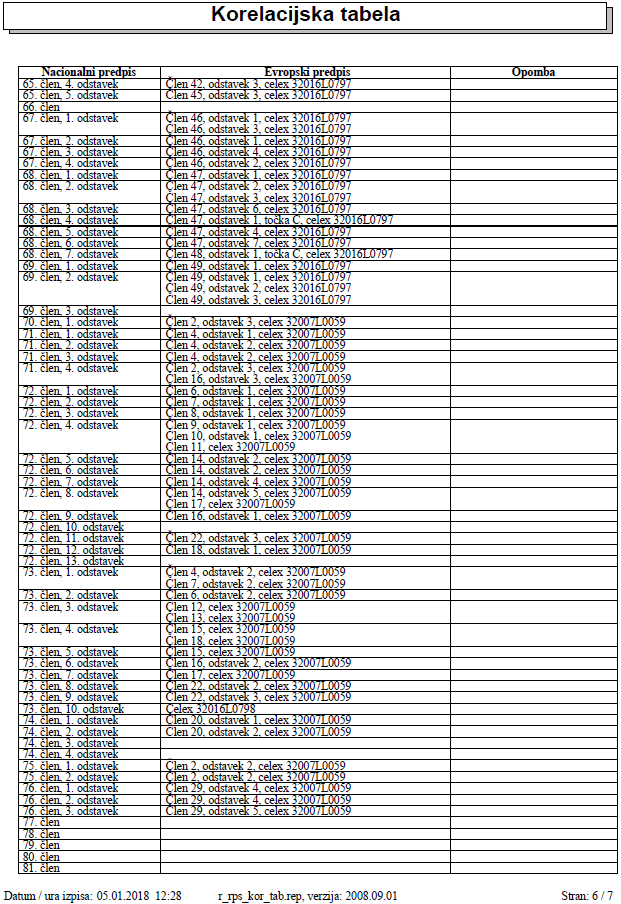 Korelacijska tabela
Nacionalni predpis Evropski predpis Opomba
65. člen, 4. odstavek Člen 42, odstavek 3, celex 32016L0797
65. člen, 5. odstavek Člen 45, odstavek 3, celex 32016L0797
66. člen
67. člen, 1. odstavek Člen 46, odstavek 1, celex 32016L0797
Člen 46, odstavek 3, celex 32016L0797
67. člen, 2. odstavek Člen 46, odstavek 1, celex 32016L0797
67. člen, 3. odstavek Člen 46, odstavek 4, celex 32016L0797
67. člen, 4. odstavek Člen 46, odstavek 2, celex 32016L0797
68. člen, 1. odstavek Člen 47, odstavek 1, celex 32016L0797
68. člen, 2. odstavek Člen 47, odstavek 2, celex 32016L0797
Člen 47, odstavek 3, celex 32016L0797
68. člen, 3. odstavek Člen 47, odstavek 6, celex 32016L0797
68. člen, 4. odstavek Člen 47, odstavek 1, točka C, celex 32016L0797
68. člen, 5. odstavek Člen 47, odstavek 4, celex 32016L0797
68. člen, 6. odstavek Člen 47, odstavek 7, celex 32016L0797
68. člen, 7. odstavek Člen 48, odstavek 1, točka C, celex 32016L0797
69. člen, 1. odstavek Člen 49, odstavek 1, celex 32016L0797
69. člen, 2. odstavek Člen 49, odstavek 1, celex 32016L0797
Člen 49, odstavek 2, celex 32016L0797
Člen 49, odstavek 3, celex 32016L0797
69. člen, 3. odstavek
70. člen, 1. odstavek Člen 2, odstavek 3, celex 32007L0059
71. člen, 1. odstavek Člen 4, odstavek 1, celex 32007L0059
71. člen, 2. odstavek Člen 4, odstavek 2, celex 32007L0059
71. člen, 3. odstavek Člen 4, odstavek 2, celex 32007L0059
71. člen, 4. odstavek Člen 2, odstavek 3, celex 32007L0059
Člen 16, odstavek 3, celex 32007L0059
72. člen, 1. odstavek Člen 6, odstavek 1, celex 32007L0059
72. člen, 2. odstavek Člen 7, odstavek 1, celex 32007L0059
72. člen, 3. odstavek Člen 8, odstavek 1, celex 32007L0059
72. člen, 4. odstavek Člen 9, odstavek 1, celex 32007L0059
Člen 10, odstavek 1, celex 32007L0059
Člen 11, celex 32007L0059
72. člen, 5. odstavek Člen 14, odstavek 2, celex 32007L0059
72. člen, 6. odstavek Člen 14, odstavek 2, celex 32007L0059
72. člen, 7. odstavek Člen 14, odstavek 4, celex 32007L0059
72. člen, 8. odstavek Člen 14, odstavek 5, celex 32007L0059
Člen 17, celex 32007L0059
72. člen, 9. odstavek Člen 16, odstavek 1, celex 32007L0059
72. člen, 10. odstavek
72. člen, 11. odstavek Člen 22, odstavek 3, celex 32007L0059
72. člen, 12. odstavek Člen 18, odstavek 1, celex 32007L0059
72. člen, 13. odstavek
73. člen, 1. odstavek Člen 4, odstavek 2, celex 32007L0059
Člen 7, odstavek 2, celex 32007L0059
73. člen, 2. odstavek Člen 6, odstavek 2, celex 32007L0059
73. člen, 3. odstavek Člen 12, celex 32007L0059
Člen 13, celex 32007L0059
73. člen, 4. odstavek Člen 15, celex 32007L0059
Člen 18, celex 32007L0059
73. člen, 5. odstavek Člen 15, celex 32007L0059
73. člen, 6. odstavek Člen 16, odstavek 2, celex 32007L0059
73. člen, 7. odstavek Člen 17, celex 32007L0059
73. člen, 8. odstavek Člen 22, odstavek 2, celex 32007L0059
73. člen, 9. odstavek Člen 22, odstavek 3, celex 32007L0059
73. člen, 10. odstavek Celex 32016L0798
74. člen, 1. odstavek Člen 20, odstavek 1, celex 32007L0059
74. člen, 2. odstavek Člen 20, odstavek 2, celex 32007L0059
74. člen, 3. odstavek
74. člen, 4. odstavek
75. člen, 1. odstavek Člen 2, odstavek 2, celex 32007L0059
75. člen, 2. odstavek Člen 2, odstavek 2, celex 32007L0059
76. člen, 1. odstavek Člen 29, odstavek 4, celex 32007L0059
76. člen, 2. odstavek Člen 29, odstavek 4, celex 32007L0059
76. člen, 3. odstavek Člen 29, odstavek 5, celex 32007L0059
77. člen
78. člen
79. člen
80. člen
81. člen
Datum / ura izpisa: 05.01.2018 12:28 r_rps_kor_tab.rep, verzija: 2008.09.01 Stran: 6 / 7